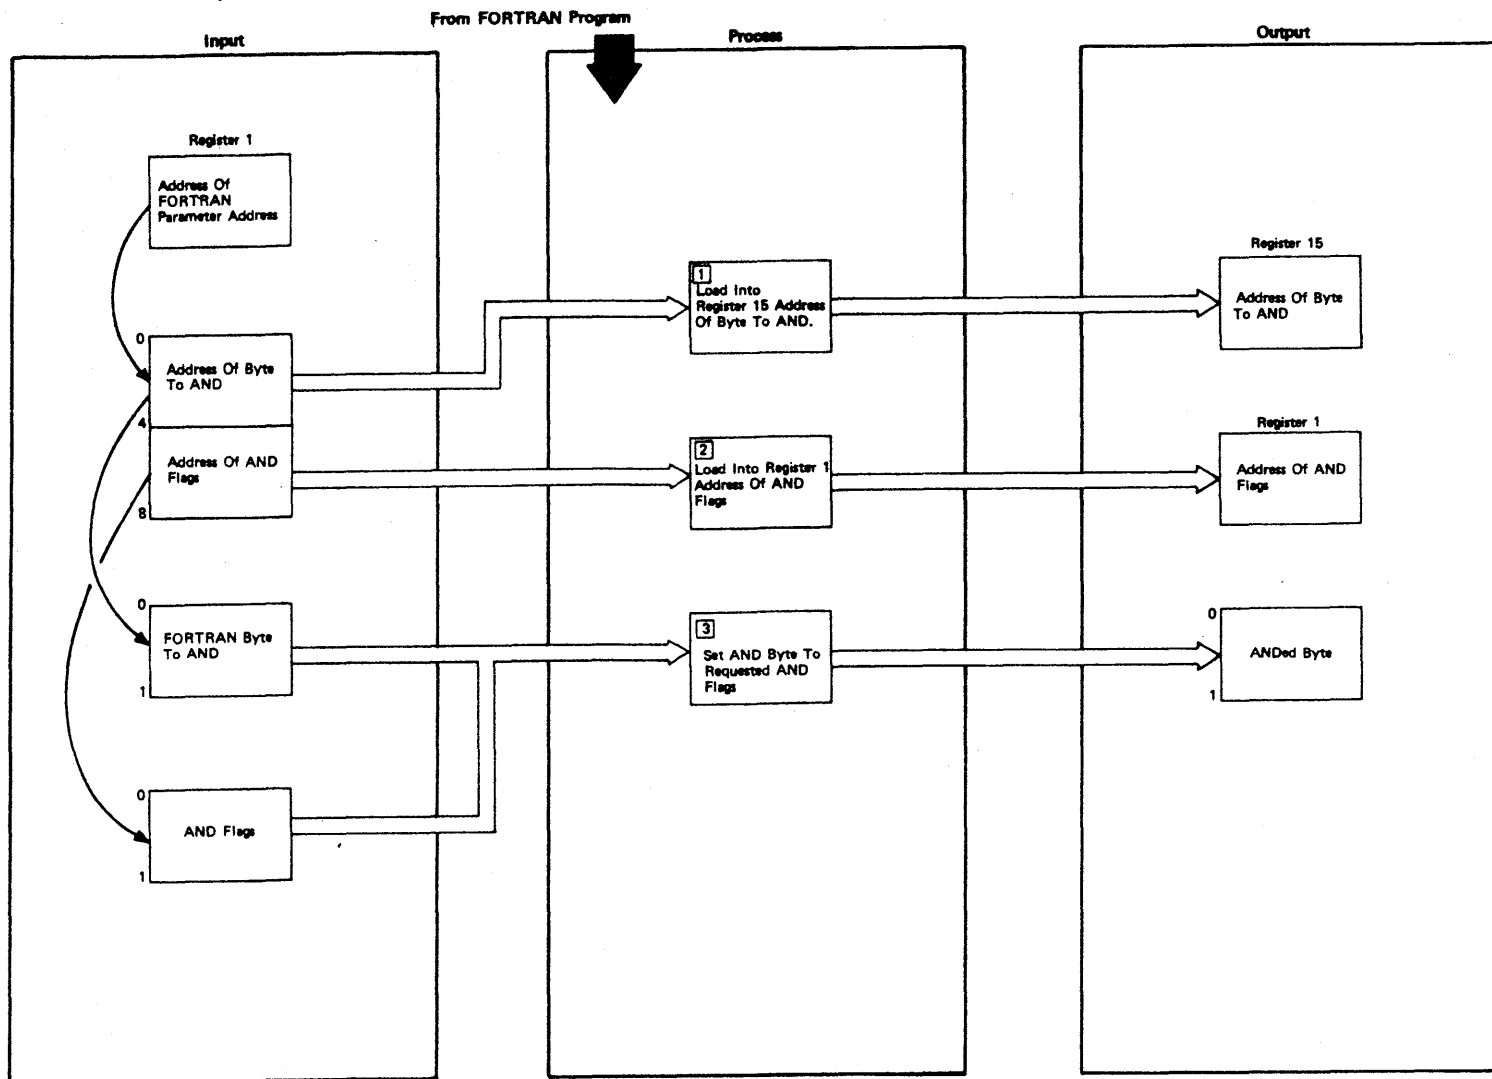 From FORTRAN Program
Input
Process
Output
Register 1
Address Of
FORTRAN
Parameter Address
0
Address Of Byte
To AND
4
Address Of AND
Flags
8
0
FORTRAN Byte
To AND
1
0
AND Flags
1
1
Load Into
Register 15 Address
Of Byte To AND.
2
Load Into Register 1
Address Of AND
Flags
3
Set AND Byte To
Requested AND
Flags
Register 15
Address Of Byte
To AND
Register 1
Address Of AND
Flags
0
ANDed Byte
1